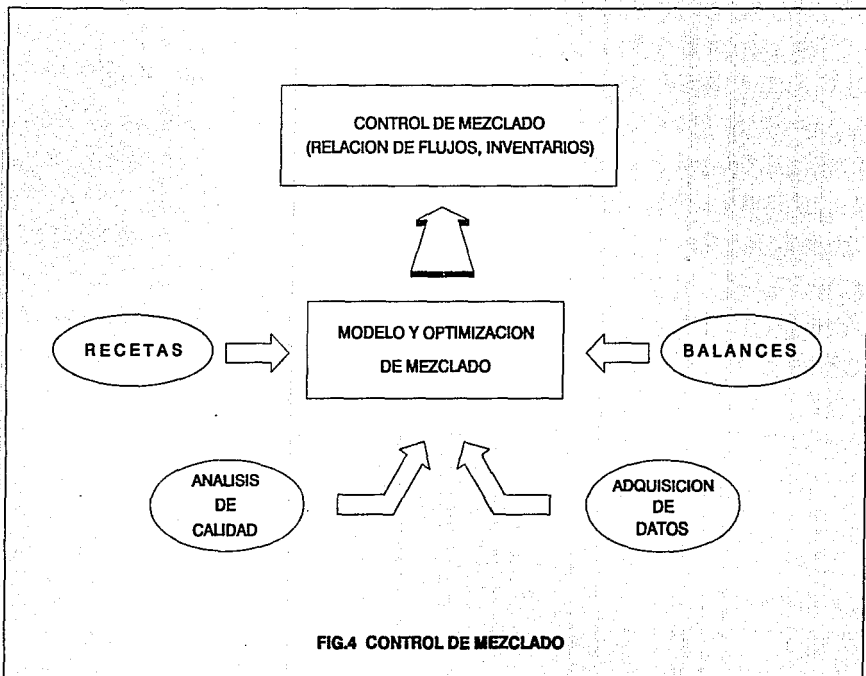 CONTROL DE MEZCLADO
(RELACION DE FLUJOS, INVENTARIOS)
RECETAS
MODELO Y OPTIMIZACION
DE MEZCLADO
BALANCES
ANALISIS
DE
CALIDAD
ADQUISICION
DE
DATOS
FIG.4 CONTROL DE MEZCLADO